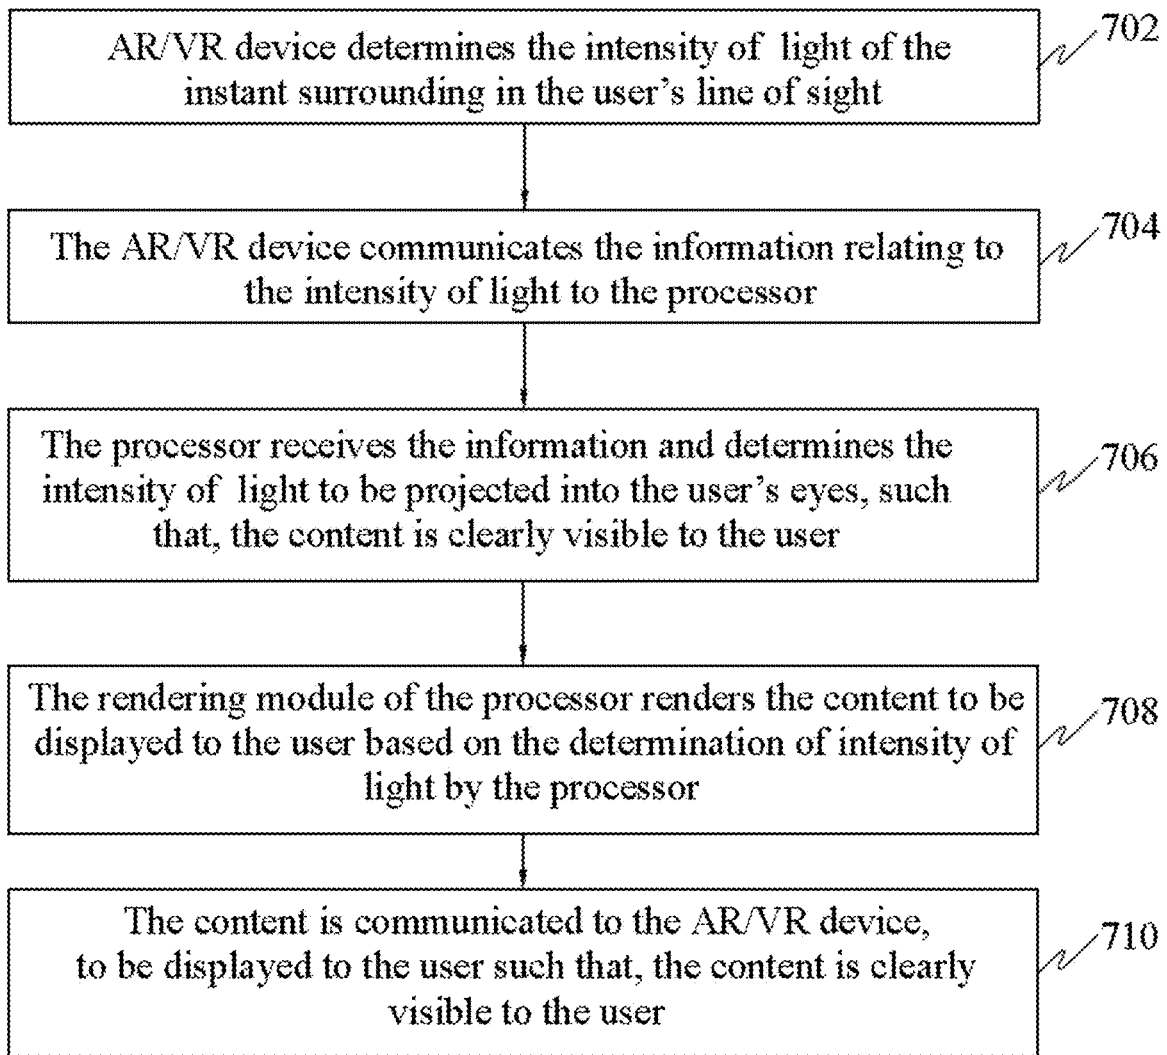 AR/VR device determines the intensity of light of the
instant surrounding in the user's line of sight
702
The AR/VR device communicates the information relating to
the intensity of light to the processor
704
The processor receives the information and determines the
intensity of light to be projected into the user's eyes, such
that, the content is clearly visible to the user
706
The rendering module of the processor renders the content to be
displayed to the user based on the determination of intensity of
light by the processor
708
The content is communicated to the AR/VR device,
to be displayed to the user such that, the content is clearly
visible to the user
710